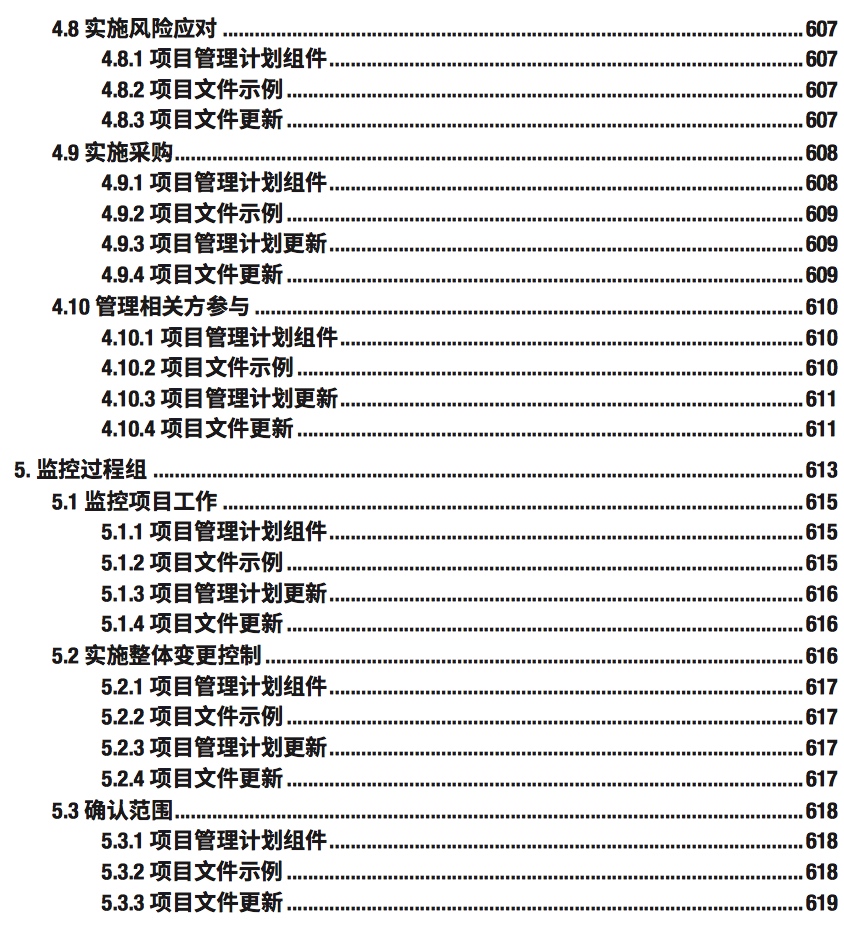 4.8 实施风险应对 ........ 607
4.8.1 项目管理计划组件 ........ 607
4.8.2 项目文件示例 ........ 607
4.8.3 项目文件更新 ........ 607
4.9 实施采购 ........ 608
4.9.1 项目管理计划组件 ........ 608
4.9.2 项目文件示例 ........ 609
4.9.3 项目管理计划更新 ........ 609
4.9.4 项目文件更新 ........ 609
4.10 管理相关方参与 ........ 610
4.10.1 项目管理计划组件 ........ 610
4.10.2 项目文件示例 ........ 610
4.10.3 项目管理计划更新 ........ 611
4.10.4 项目文件更新 ........ 611
5. 监控过程组 ........ 613
5.1 监控项目工作 ........ 615
5.1.1 项目管理计划组件 ........ 615
5.1.2 项目文件示例 ........ 615
5.1.3 项目管理计划更新 ........ 616
5.1.4 项目文件更新 ........ 616
5.2 实施整体变更控制 ........ 616
5.2.1 项目管理计划组件 ........ 617
5.2.2 项目文件示例 ........ 617
5.2.3 项目管理计划更新 ........ 617
5.2.4 项目文件更新 ........ 617
5.3 确认范围 ........ 618
5.3.1 项目管理计划组件 ........ 618
5.3.2 项目文件示例 ........ 618
5.3.3 项目文件更新 ........ 619